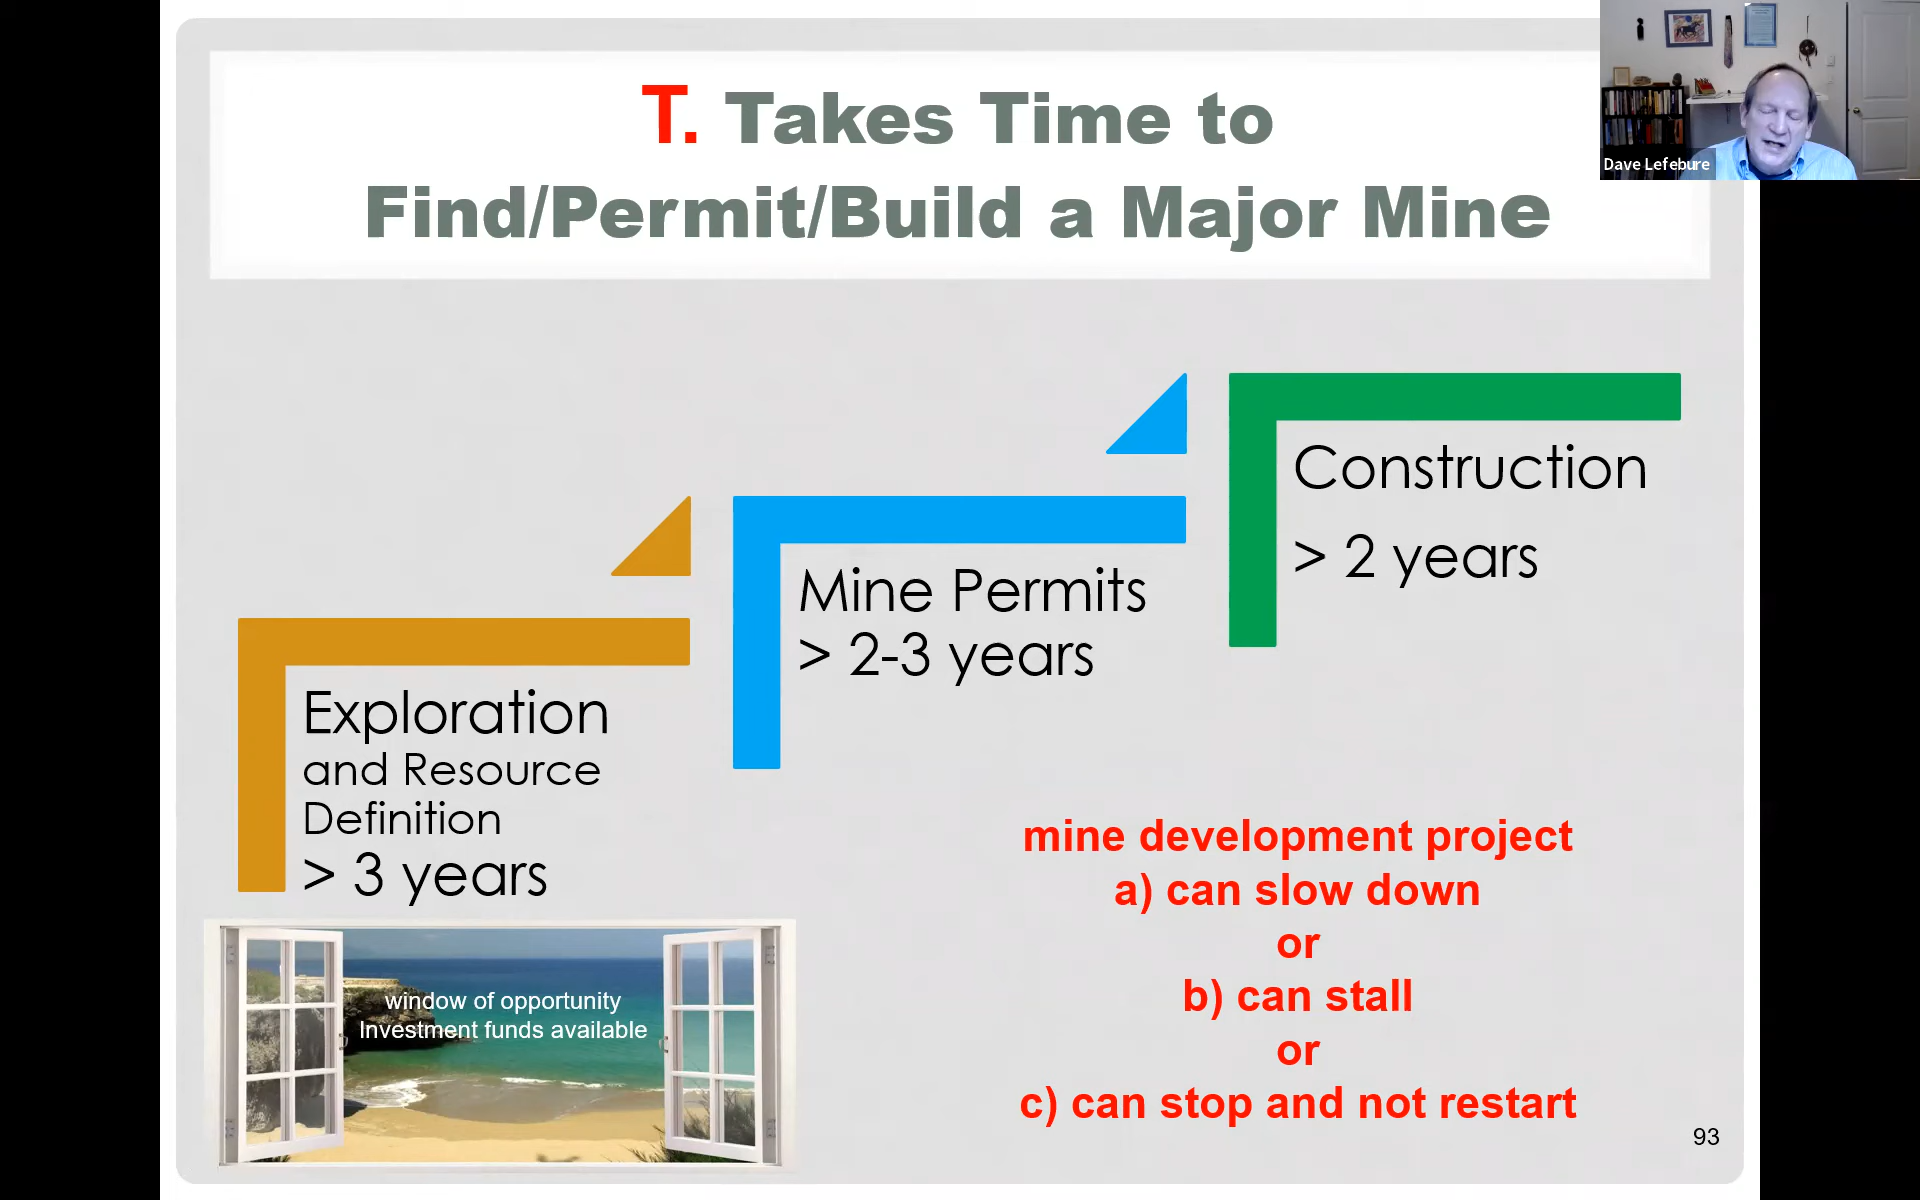 T. Takes Time to
Find/Permit/Build a Major Mine
Dave Lefebure
Construction
> 2 years
Mine Permits
> 2-3 years
Exploration
and Resource
Definition
> 3 years
window of opportunity
Investment funds available
mine development project
a) can slow down
or
b) can stall
or
c) can stop and not restart
93